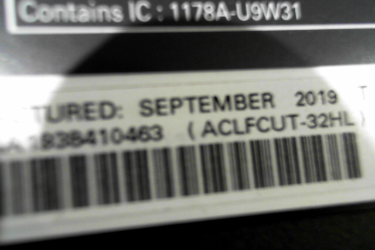 Contains IC : 1178A-U9W31
TURED: SEPTEMBER 2019 T
1938410463 (ACLFCUT-32HL)